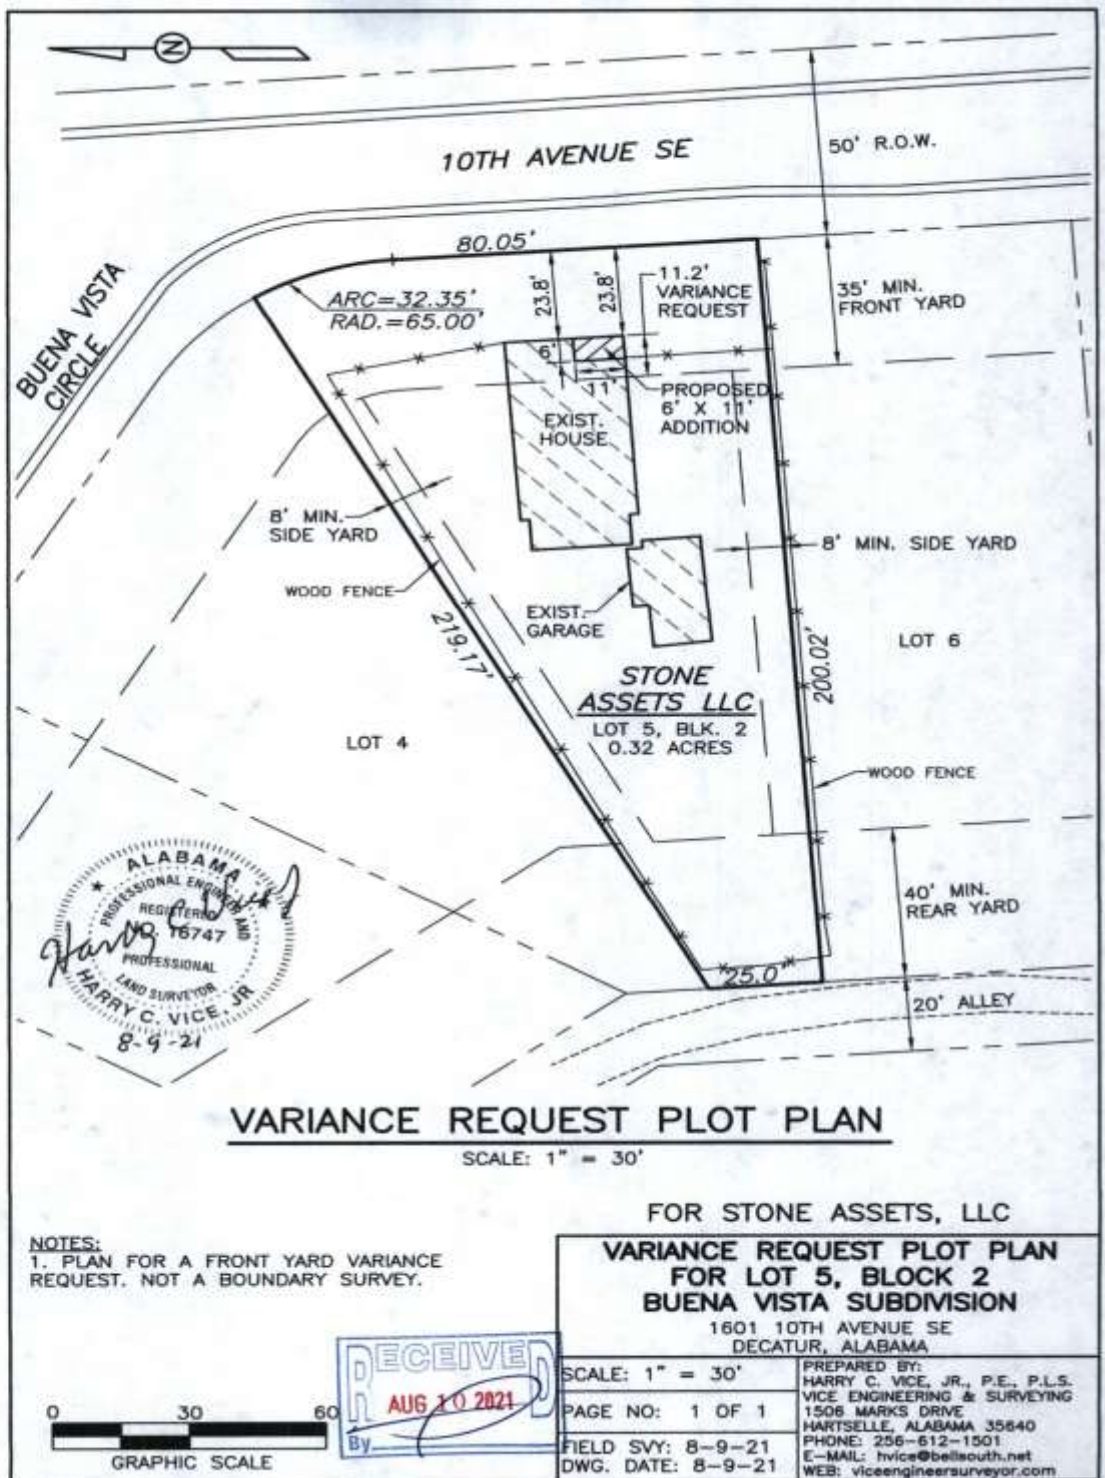 N
10TH AVENUE SE
50' R.O.W.
80.05'
BUENA VISTA
CIRCLE
ARC=32.35'
RAD.=65.00'
23.8'
23.8'
11.2'
VARIANCE
REQUEST
35' MIN.
FRONT YARD
6'
11'
PROPOSED
6' X 11'
ADDITION
EXIST.
HOUSE
8' MIN.
SIDE YARD
8' MIN. SIDE YARD
WOOD FENCE
EXIST.
GARAGE
219.17'
200.02'
LOT 6
STONE
ASSETS LLC
LOT 5, BLK. 2
0.32 ACRES
LOT 4
WOOD FENCE
40' MIN.
REAR YARD
25.0'
20' ALLEY
ALABAMA
PROFESSIONAL ENGINEER AND
REGISTERED
NO. 16747
PROFESSIONAL
LAND SURVEYOR
HARRY C. VICE, JR
8-9-21
VARIANCE REQUEST PLOT PLAN
SCALE: 1" = 30'
FOR STONE ASSETS, LLC
NOTES:
1. PLAN FOR A FRONT YARD VARIANCE
REQUEST. NOT A BOUNDARY SURVEY.
VARIANCE REQUEST PLOT PLAN
FOR LOT 5, BLOCK 2
BUENA VISTA SUBDIVISION
1601 10TH AVENUE SE
DECATUR, ALABAMA
RECEIVED
AUG 10 2021
By
SCALE: 1" = 30'
PAGE NO: 1 OF 1
FIELD SVY: 8-9-21
DWG. DATE: 8-9-21
PREPARED BY:
HARRY C. VICE, JR., P.E., P.L.S.
VICE ENGINEERING & SURVEYING
1506 MARKS DRIVE
HARTSELLE, ALABAMA 35640
PHONE: 256-612-1501
E-MAIL: hvice@bellsouth.net
WEB: viceengineersurveyor.com
0 30 60
GRAPHIC SCALE